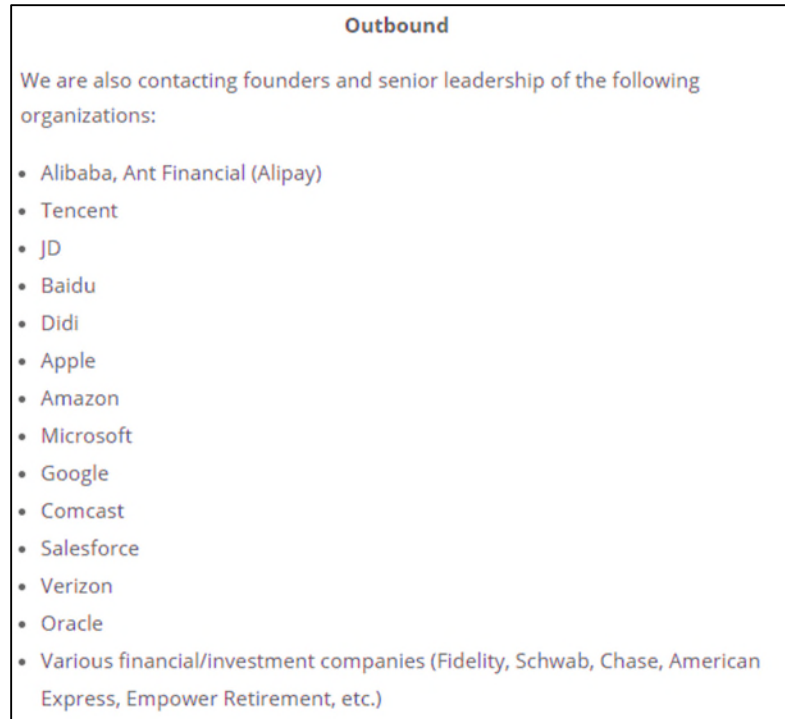 Outbound
We are also contacting founders and senior leadership of the following
organizations:
• Alibaba, Ant Financial (Alipay)
• Tencent
• JD
• Baidu
• Didi
• Apple
• Amazon
• Microsoft
• Google
• Comcast
• Salesforce
• Verizon
• Oracle
• Various financial/investment companies (Fidelity, Schwab, Chase, American
Express, Empower Retirement, etc.)